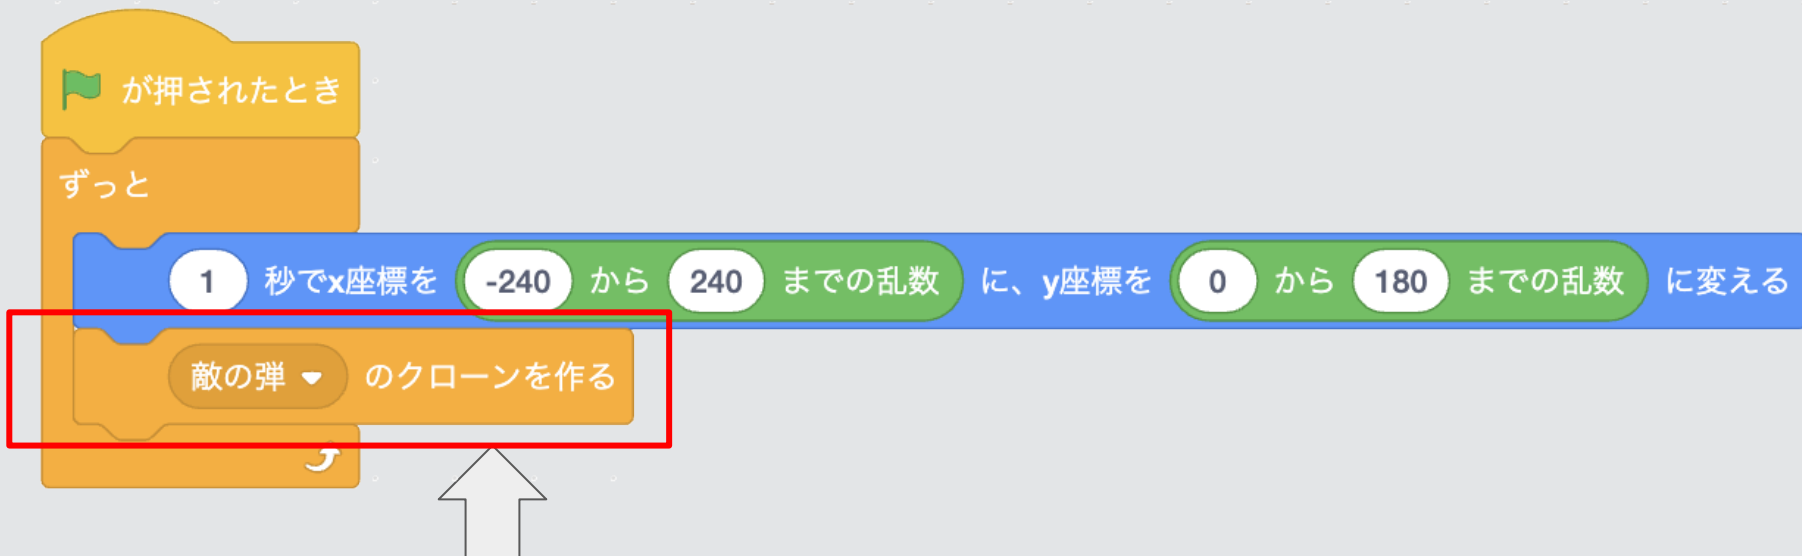 が押されたとき
ずっと
1 秒でx座標を -240 から 240 までの乱数 に、y座標を 0 から 180 までの乱数 に変える
敵の弾 のクローンを作る